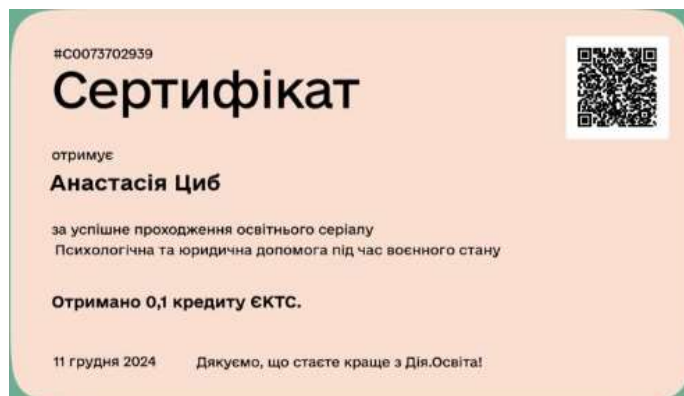 #C0073702939
Сертифікат
отримує
Анастасія Циб
за успішне проходження освітнього серіалу
Психологічна та юридична допомога під час воєнного стану
Отримано 0,1 кредиту ЄКТС.
11 грудня 2024 Дякуємо, що стаєте краще з Дія.Освіта!